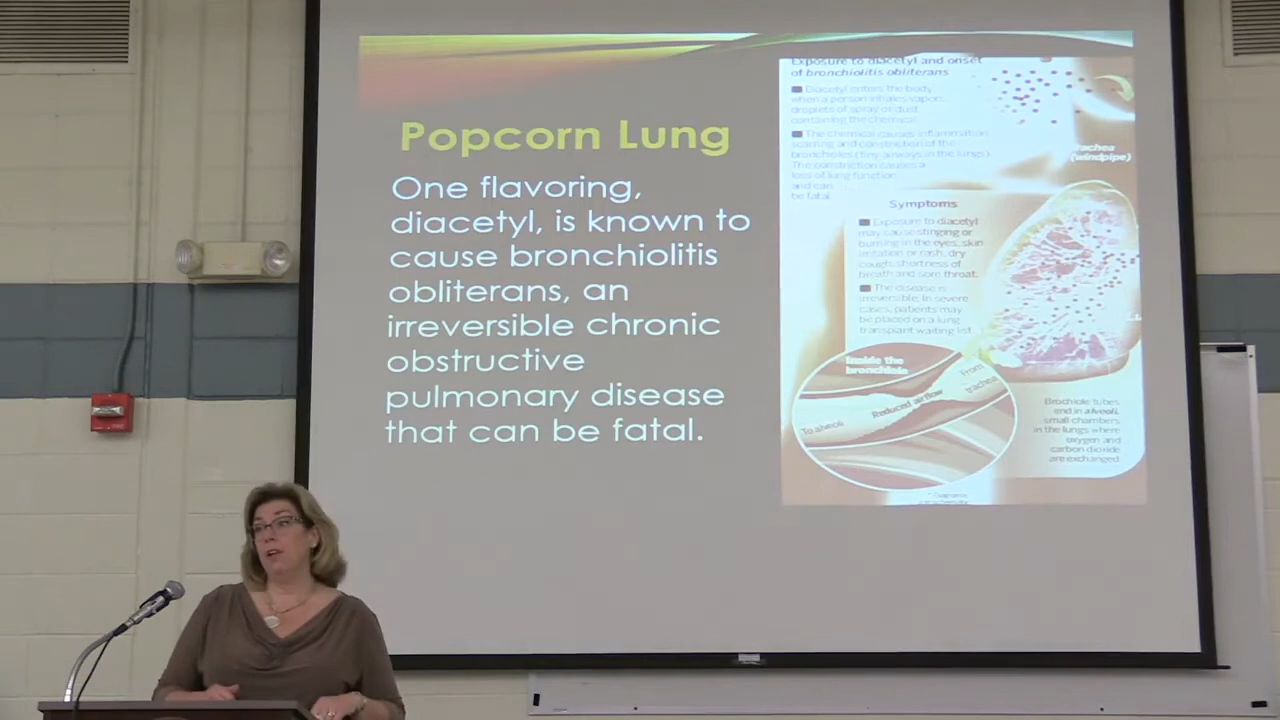 Popcorn Lung
One flavoring,
diacetyl, is known to
cause bronchiolitis
obliterans, an
irreversible chronic
obstructive
pulmonary disease
that can be fatal.
Exposure to diacetyl and onset
of bronchiolitis obliterans
Diacetyl enters the body
when a person inhales vapors,
droplets of spray or dust
containing the chemical.
The chemical causes inflammation,
scarring and constriction of the
bronchioles (tiny airways in the lungs).
The constriction causes a
loss of lung function
and can
be fatal.
(windpipe)
Symptoms
Exposure to diacetyl
may cause stinging or
burning in the eyes, skin
irritation or rash, dry
cough, shortness of
breath and sore throat.
The disease is
irreversible. In severe
cases, patients may
be placed on a lung
transplant waiting list
Inside the
bronchiole
From
trachea
Reduced airflow
To alveoli
Brochiole tubes
end in alveoli,
small chambers
in the lungs where
oxygen and
carbon dioxide
are exchanged